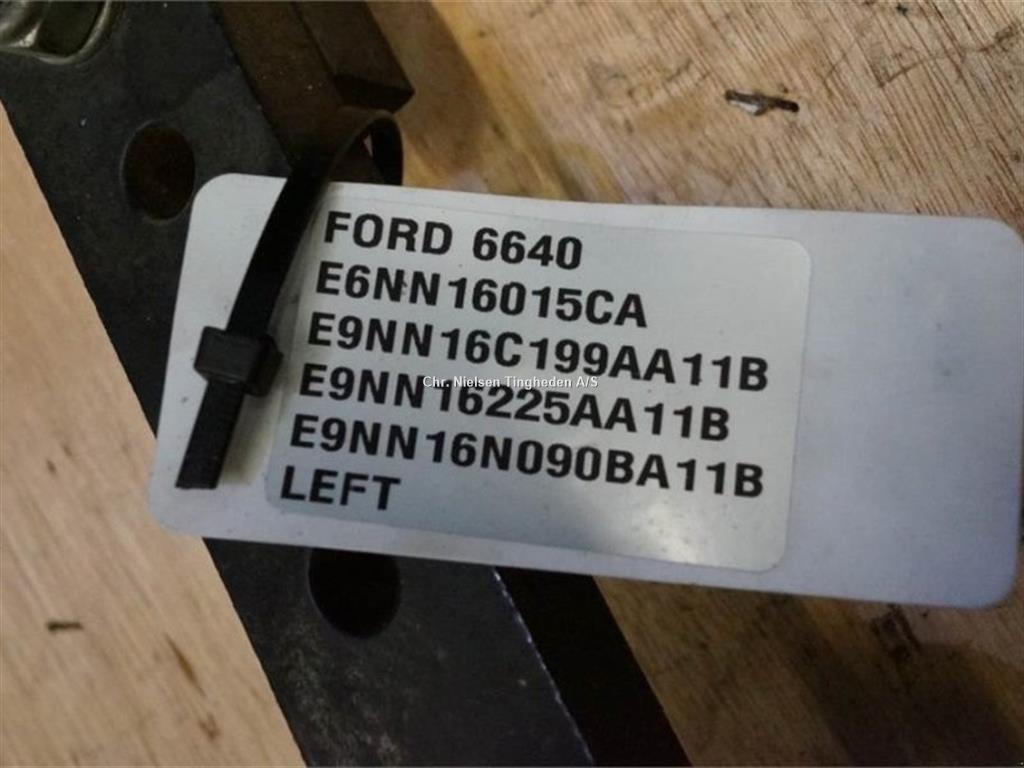 FORD 6640
E6NN16015CA
E9NN16C199AA11B
Chr. Nielsen Tingheden A/S
E9NN16225AA11B
E9NN16N090BA11B
LEFT